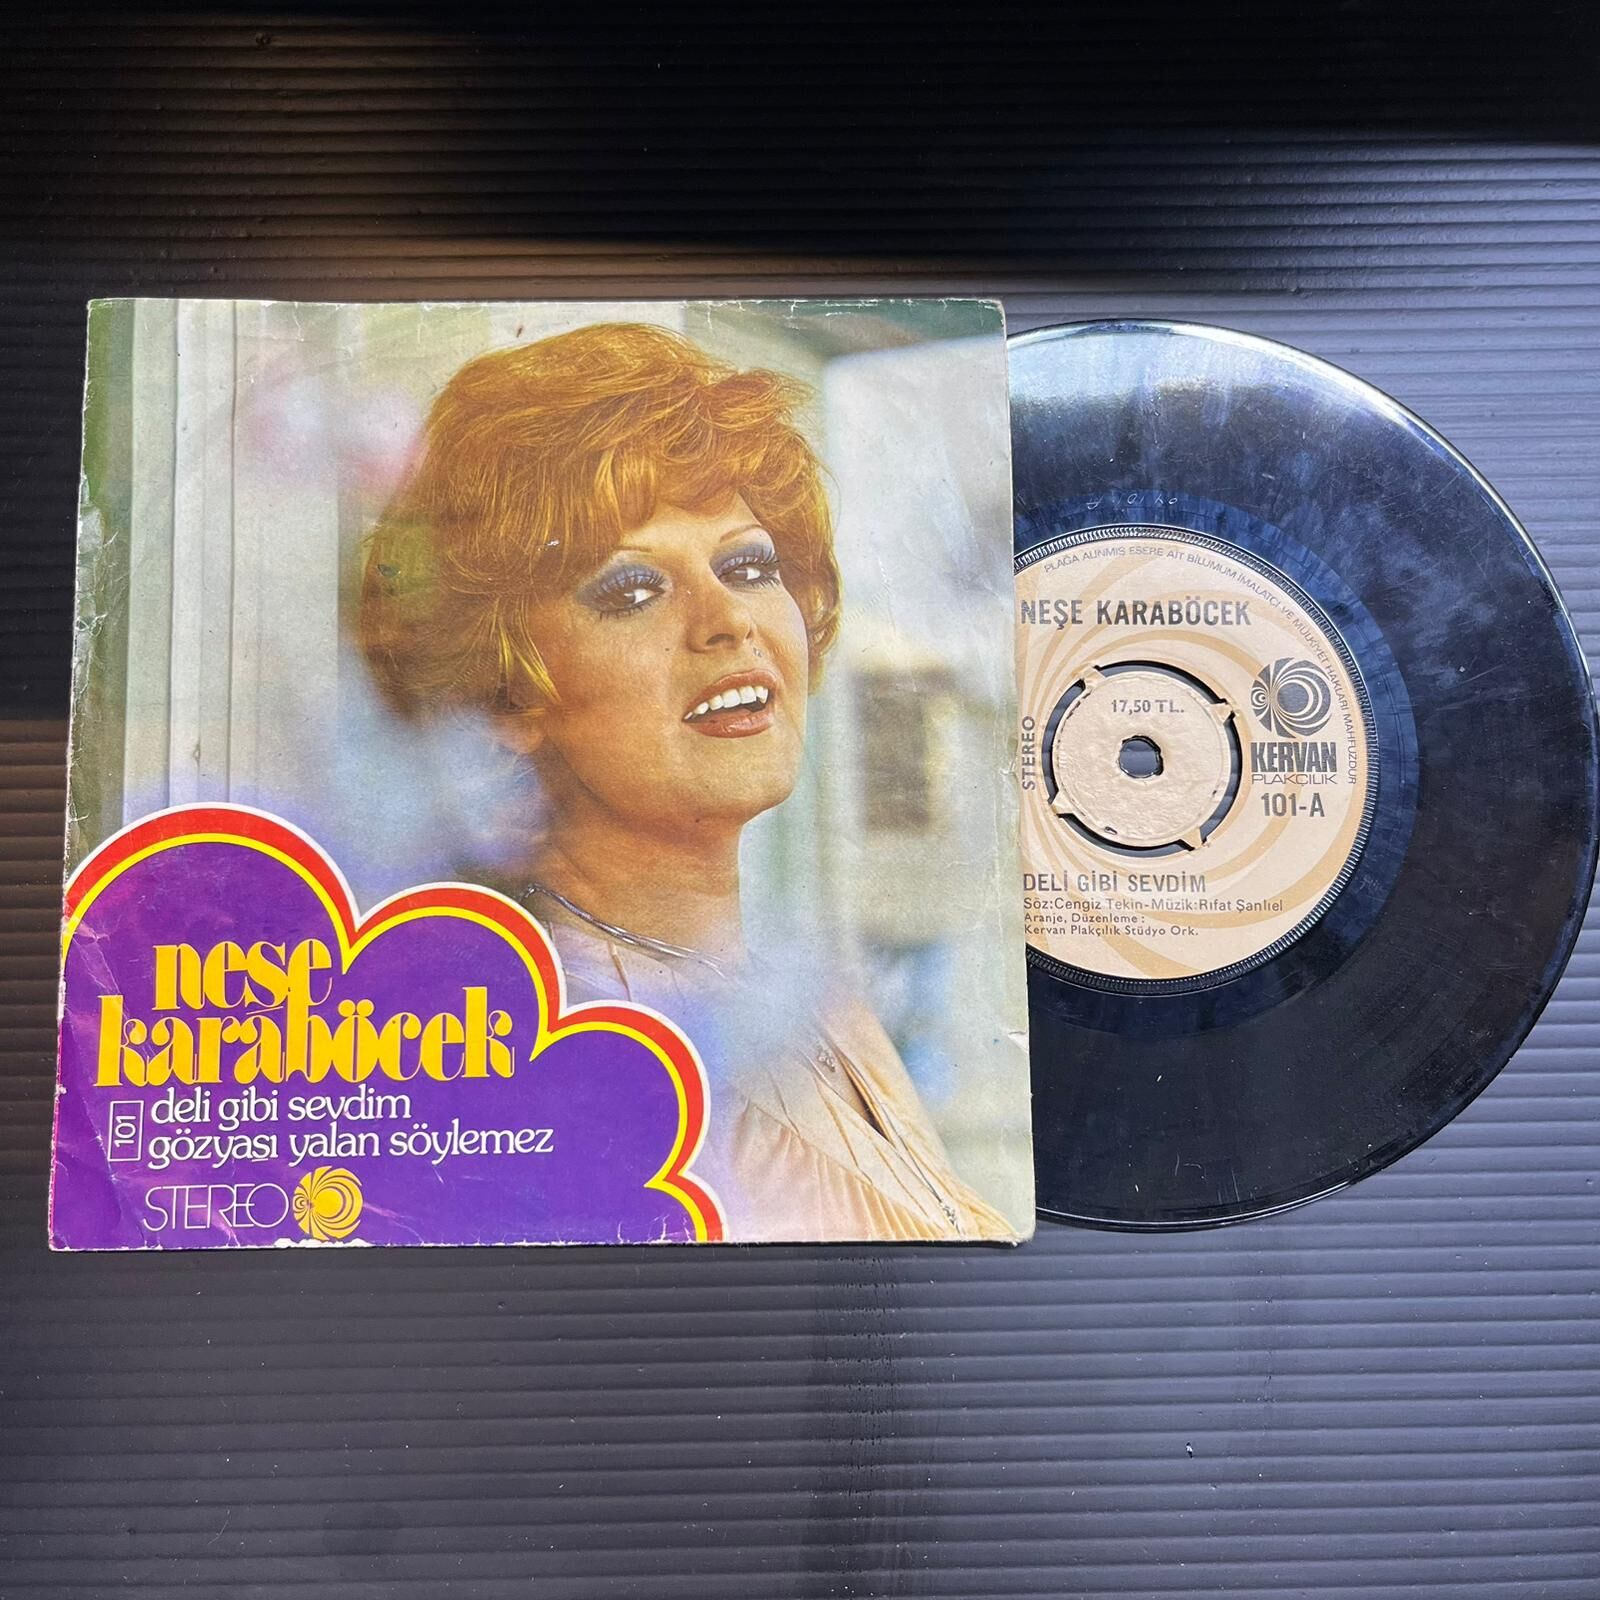 neşe
karaböcek
101
deli gibi sevdim
gözyaşı yalan söylemez
STEREO
PLAĞA ALINMIŞ ESERE AİT BİLÜMUM İMALATÇI VE MÜLKİYET HAKLARI MAHFUZDUR
NEŞE KARABÖCEK
17,50 TL.
STEREO
KERVAN
PLAKÇILIK
101-A
DELİ GİBİ SEVDİM
Söz:Cengiz Tekin-Müzik:Rıfat Şanlıel
Aranje, Düzenleme :
Kervan Plakçılık Stüdyo Ork.